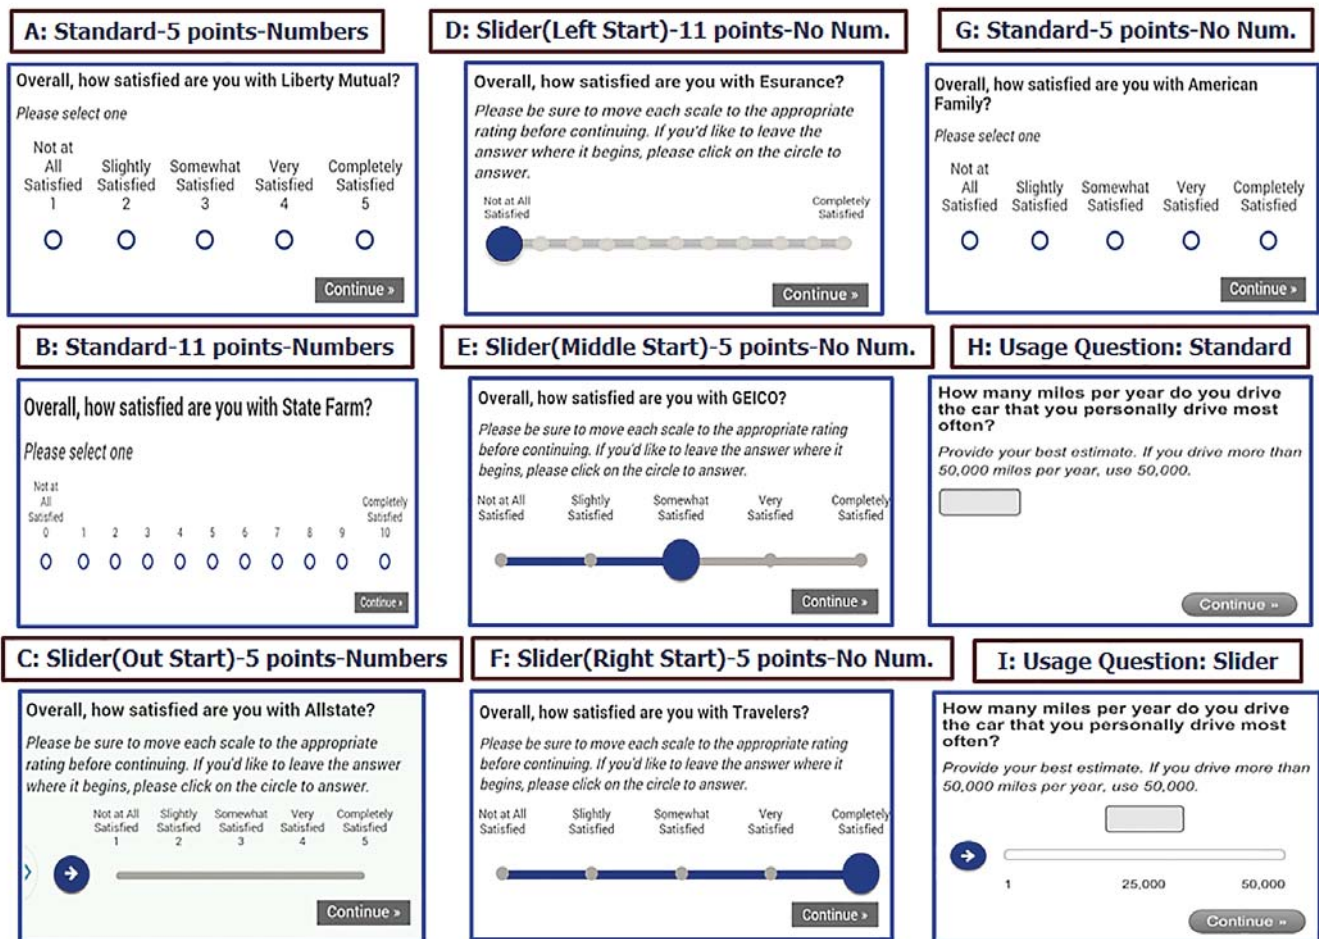 A: Standard-5 points-Numbers
Overall, how satisfied are you with Liberty Mutual?
Please select one
Not at
All Slightly Somewhat Very Completely
Satisfied Satisfied Satisfied Satisfied Satisfied
1 2 3 4 5
Continue »
B: Standard-11 points-Numbers
Overall, how satisfied are you with State Farm?
Please select one
Not at
All Completely
Satisfied Satisfied
0 1 2 3 4 5 6 7 8 9 10
Continue »
C: Slider(Out Start)-5 points-Numbers
Overall, how satisfied are you with Allstate?
Please be sure to move each scale to the appropriate
rating before continuing. If you'd like to leave the answer
where it begins, please click on the circle to answer.
Not at All Slightly Somewhat Very Completely
Satisfied Satisfied Satisfied Satisfied Satisfied
1 2 3 4 5
Continue »
D: Slider(Left Start)-11 points-No Num.
Overall, how satisfied are you with Esurance?
Please be sure to move each scale to the appropriate
rating before continuing. If you'd like to leave the
answer where it begins, please click on the circle to
answer.
Not at All Completely
Satisfied Satisfied
Continue »
E: Slider(Middle Start)-5 points-No Num.
Overall, how satisfied are you with GEICO?
Please be sure to move each scale to the appropriate rating
before continuing. If you'd like to leave the answer where it
begins, please click on the circle to answer.
Not at All Slightly Somewhat Very Completely
Satisfied Satisfied Satisfied Satisfied Satisfied
Continue »
F: Slider(Right Start)-5 points-No Num.
Overall, how satisfied are you with Travelers?
Please be sure to move each scale to the appropriate rating
before continuing. If you'd like to leave the answer where it
begins, please click on the circle to answer.
Not at All Slightly Somewhat Very Completely
Satisfied Satisfied Satisfied Satisfied Satisfied
Continue »
G: Standard-5 points-No Num.
Overall, how satisfied are you with American
Family?
Please select one
Not at
All Slightly Somewhat Very Completely
Satisfied Satisfied Satisfied Satisfied Satisfied
Continue »
H: Usage Question: Standard
How many miles per year do you drive
the car that you personally drive most
often?
Provide your best estimate. If you drive more than
50,000 miles per year, use 50,000.
Continue »
I: Usage Question: Slider
How many miles per year do you drive
the car that you personally drive most
often?
Provide your best estimate. If you drive more than
50,000 miles per year, use 50,000.
1 25,000 50,000
Continue »